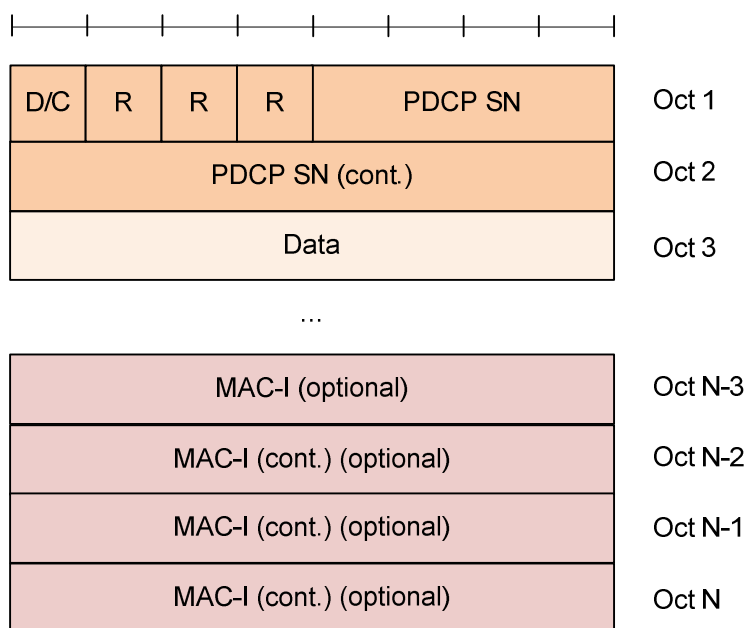 D/C R R R PDCP SN Oct 1
PDCP SN (cont.) Oct 2
Data Oct 3
...
MAC-I (optional) Oct N-3
MAC-I (cont.) (optional) Oct N-2
MAC-I (cont.) (optional) Oct N-1
MAC-I (cont.) (optional) Oct N